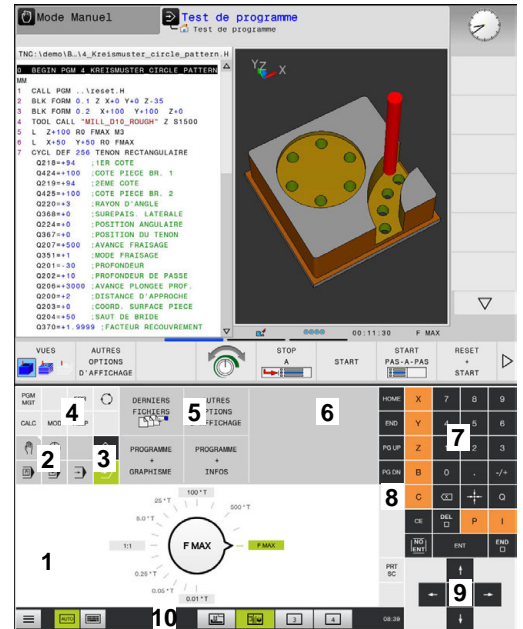 Mode Manuel
Test de programme
Test de programme
TNC:\demo\B…\4_Kreismuster_circle_pattern.H
0 BEGIN PGM 4_KREISMUSTER_CIRCLE_PATTERN
MM
1 CALL PGM ..\reset.H
2 BLK FORM 0.1 Z X+0 Y+0 Z-35
3 BLK FORM 0.2 X+100 Y+100 Z+0
4 TOOL CALL "MILL_D10_ROUGH" Z S1500
5 L Z+100 R0 FMAX M3
6 L X+50 Y+50 R0 FMAX
7 CYCL DEF 256 TENON RECTANGULAIRE
Q218=+94 ;1ER COTE
Q424=+100 ;COTE PIECE BR. 1
Q219=+94 ;2EME COTE
Q425=+100 ;COTE PIECE BR. 2
Q220=+3 ;RAYON D'ANGLE
Q368=+0 ;SUREPAIS. LATERALE
Q224=+0 ;POSITION ANGULAIRE
Q367=+0 ;POSITION DU TENON
Q207=+500 ;AVANCE FRAISAGE
Q351=+1 ;MODE FRAISAGE
Q201=-30 ;PROFONDEUR
Q202=+10 ;PROFONDEUR DE PASSE
Q206=+3000 ;AVANCE PLONGEE PROF.
Q200=+2 ;DISTANCE D'APPROCHE
Q203=+0 ;COORD. SURFACE PIECE
Q204=+50 ;SAUT DE BRIDE
Q370=+1.9999 ;FACTEUR RECOUVREMENT
YZ X
00:11:30 F MAX
VUES
AUTRES OPTIONS D'AFFICHAGE
STOP A
START
START PAS-A-PAS
RESET + START
PGM MGT
CALC MOD
4
2
3
DERNIERS FICHIERS
5
PROGRAMME + GRAPHISME
PROGRAMME + INFOS
6
HOME X 7 8 9
END Y 5 6
7
PG UP Z 2 3
PG DN B 0 . -/+
8
C Q
CE DEL P I
NO ENT ENT END
PRT SC
9
1
100*T
25*T
500*T
5.0*T
1:1
F MAX
F MAX
0.25*T
0.05*T
0.01*T
AUTO
10
3
4
08:39